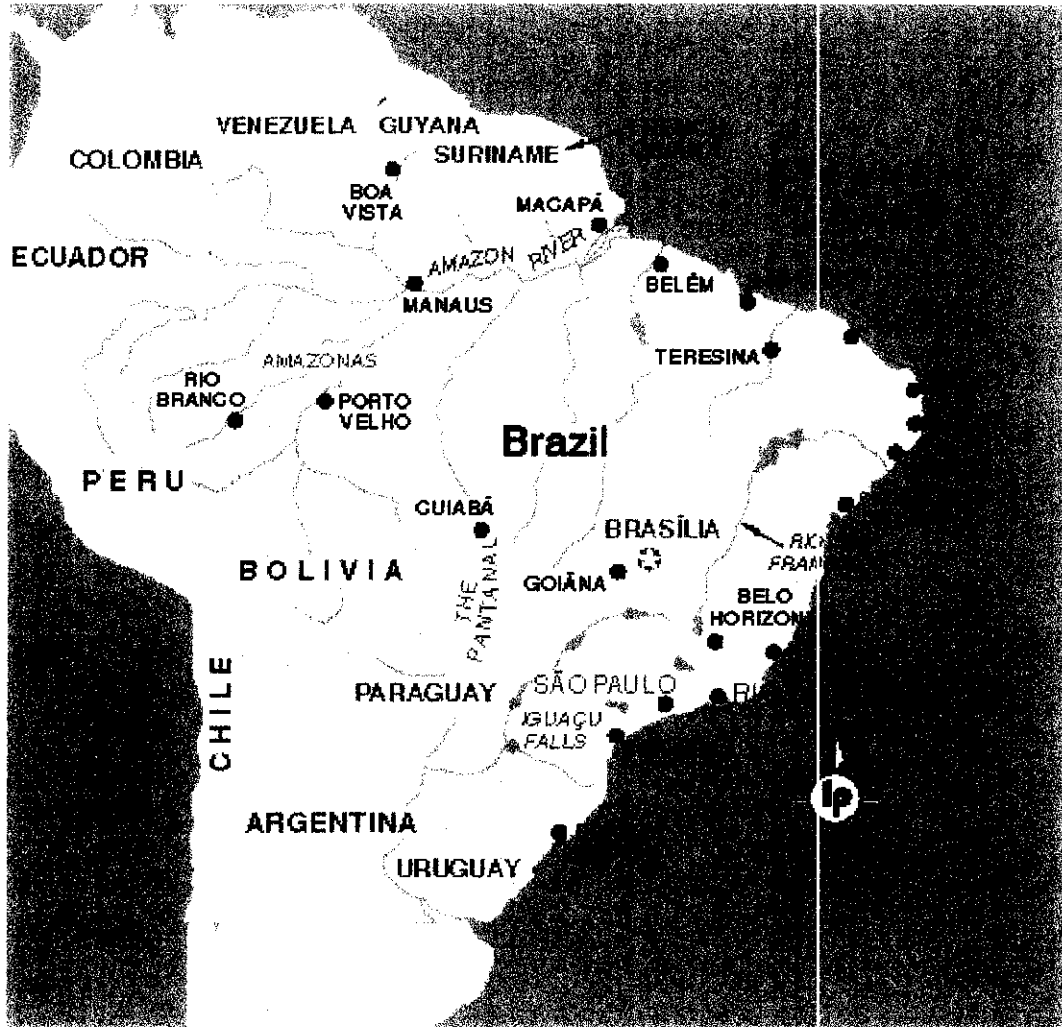 VENEZUELA GUYANA
COLOMBIA
SURINAME
BOA
VISTA
MACAPÁ
ECUADOR
AMAZON RIVER
BELÉM
MANAUS
AMAZONAS
TERESINA
RIO
BRANCO
PORTO
VELHO
Brazil
PERU
CUIABÁ
BRASÍLIA
BOLIVIA
THE
PANTANAL
GOIÂNA
BELO
SÃO PAULO
PARAGUAY
IGUAÇU
FALLS
CHILE
lp
ARGENTINA
URUGUAY